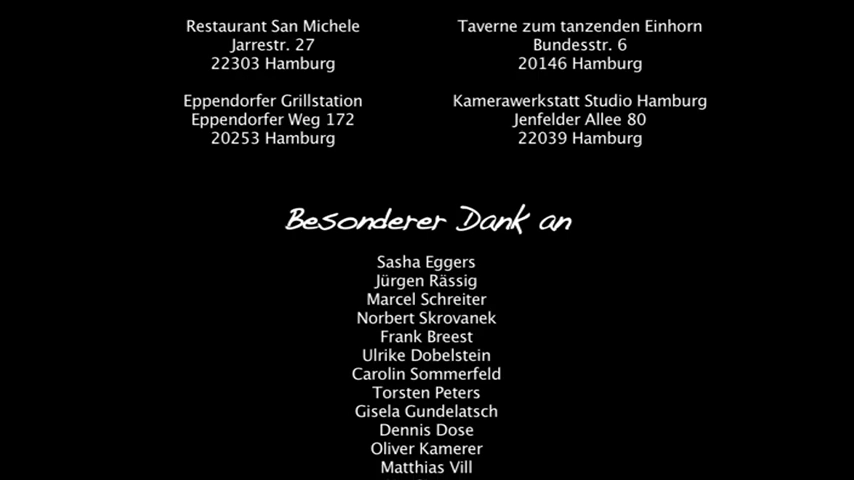 Restaurant San Michele
Jarrestr. 27
22303 Hamburg
Taverne zum tanzenden Einhorn
Bundesstr. 6
20146 Hamburg
Eppendorfer Grillstation
Eppendorfer Weg 172
20253 Hamburg
Kamerawerkstatt Studio Hamburg
Jenfelder Allee 80
22039 Hamburg
Besonderer Dank an
Sasha Eggers
Jürgen Rässig
Marcel Schreiter
Norbert Skrovanek
Frank Breest
Ulrike Dobelstein
Carolin Sommerfeld
Torsten Peters
Gisela Gundelatsch
Dennis Dose
Oliver Kamerer
Matthias Vill